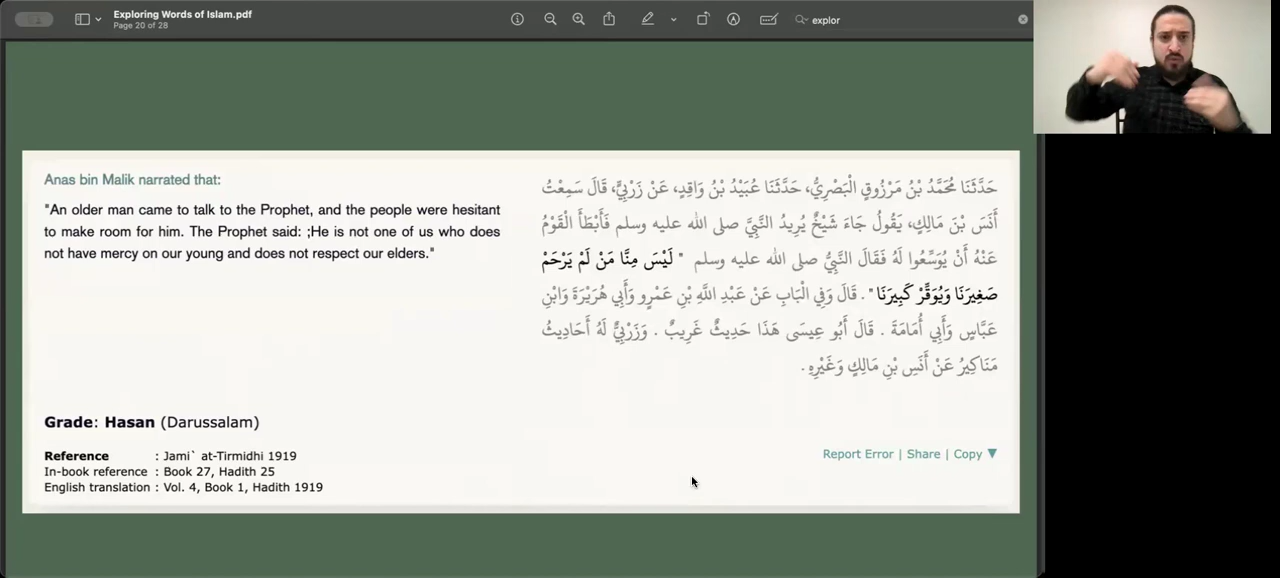 Exploring Words of Islam.pdf
Page 20 of 28
explor
Anas bin Malik narrated that:
"An older man came to talk to the Prophet, and the people were hesitant
to make room for him. The Prophet said: ;He is not one of us who does
not have mercy on our young and does not respect our elders."
حَدَّثَنَا مُحَمَّدُ بْنُ مَرْزُوقٍ الْبَصْرِيُّ، حَدَّثَنَا عُبَيْدُ بْنُ وَاقِدٍ، عَنْ زَرْبِيٍّ، قَالَ سَمِعْتُ
أَنَسَ بْنَ مَالِكٍ، يَقُولُ جَاءَ شَيْخٌ يُرِيدُ النَّبِيَّ صلى الله عليه وسلم فَأَبْطَأَ الْقَوْمُ
عَنْهُ أَنْ يُوَسِّعُوا لَهُ فَقَالَ النَّبِيُّ صلى الله عليه وسلم " لَيْسَ مِنَّا مَنْ لَمْ يَرْحَمْ
صَغِيرَنَا وَيُوَقِّرْ كَبِيرَنَا " . قَالَ وَفِي الْبَابِ عَنْ عَبْدِ اللَّهِ بْنِ عَمْرٍو وَأَبِي هُرَيْرَةَ وَابْنِ
عَبَّاسٍ وَأَبِي أُمَامَةَ . قَالَ أَبُو عِيسَى هَذَا حَدِيثٌ غَرِيبٌ . وَزَرْبِيٌّ لَهُ أَحَادِيثُ
مَنَاكِيرُ عَنْ أَنَسِ بْنِ مَالِكٍ وَغَيْرِهِ .
Grade: Hasan (Darussalam)
Reference : Jami` at-Tirmidhi 1919
In-book reference : Book 27, Hadith 25
English translation : Vol. 4, Book 1, Hadith 1919
Report Error | Share | Copy ▼